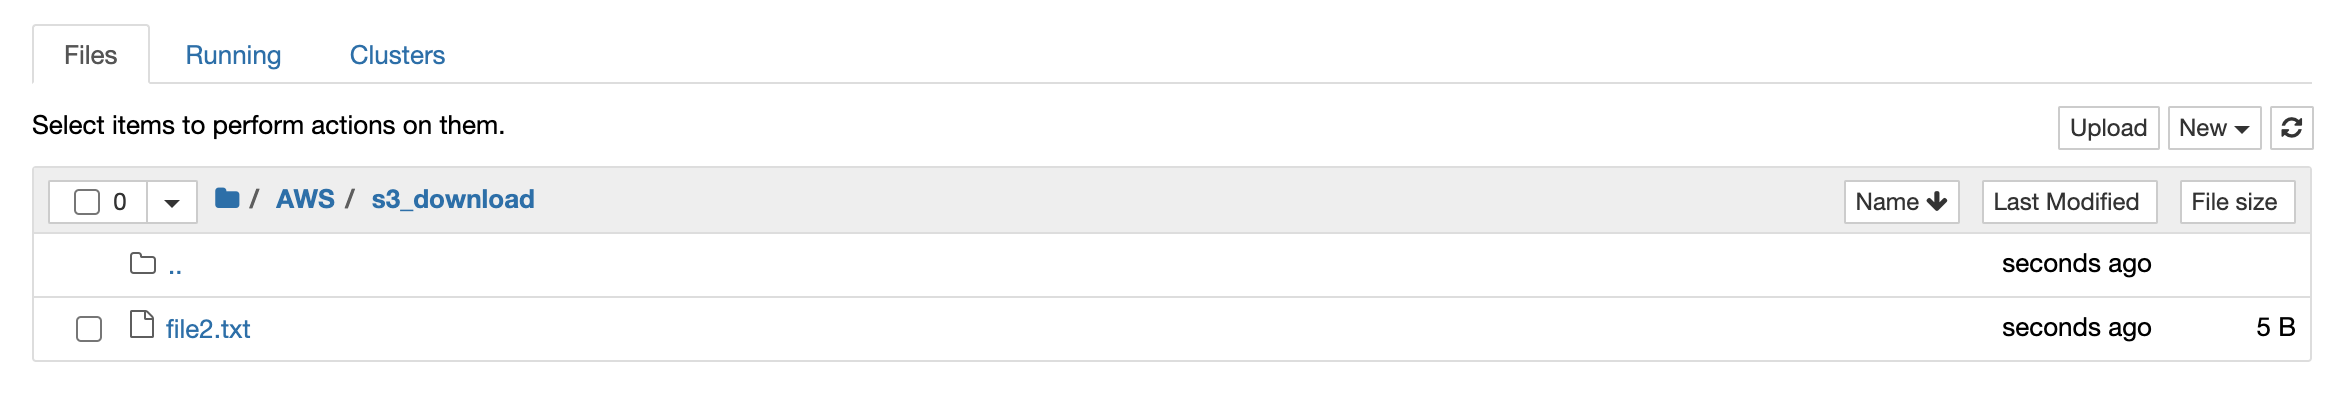 Files Running Clusters
Select items to perform actions on them. Upload New
0 / AWS / s3_download Name Last Modified File size
.. seconds ago
file2.txt seconds ago 5 B